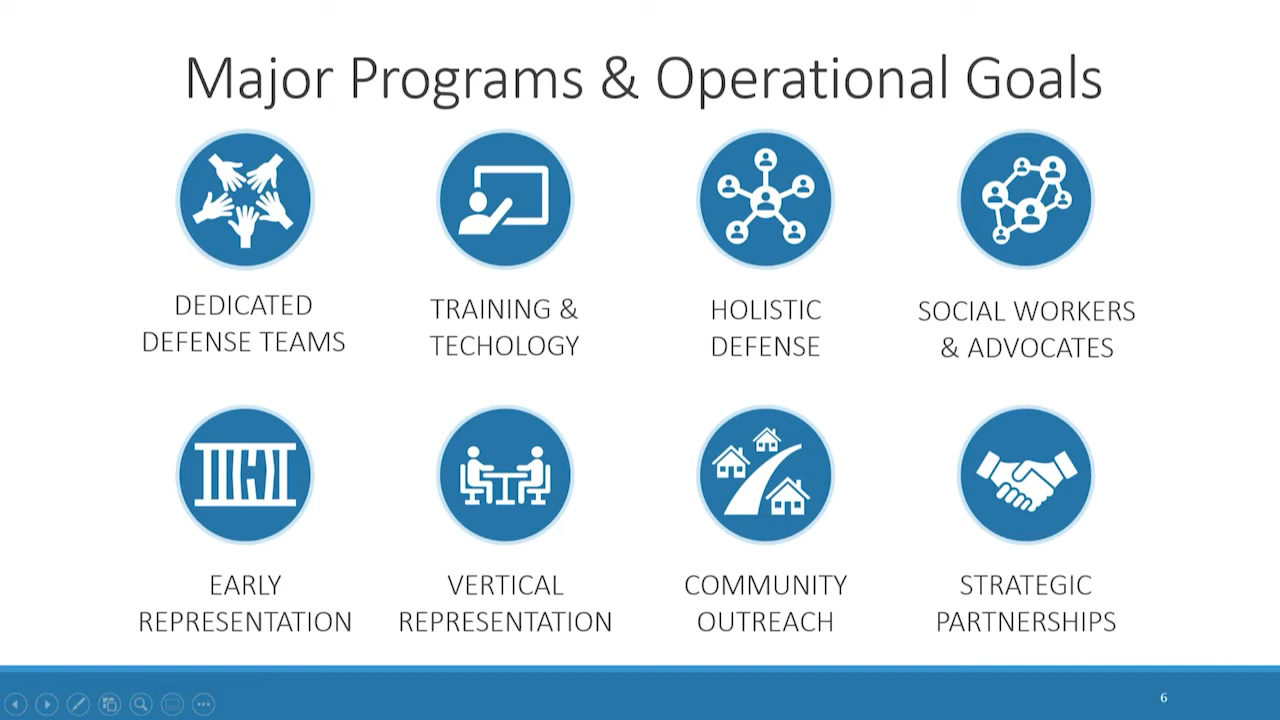 Major Programs & Operational Goals
DEDICATED
DEFENSE TEAMS
TRAINING &
TECHOLOGY
HOLISTIC
DEFENSE
SOCIAL WORKERS
& ADVOCATES
EARLY
REPRESENTATION
VERTICAL
REPRESENTATION
COMMUNITY
OUTREACH
STRATEGIC
PARTNERSHIPS
6